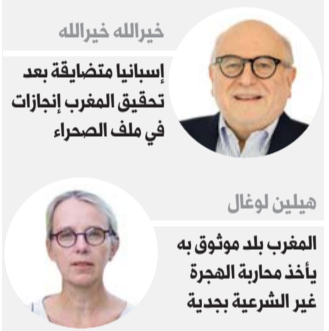 خيرالله خيرالله
إسبانيا متضايقة بعد
تحقيق المغرب إنجازات
في ملف الصحراء
هيلين لوغال
المغرب بلد موثوق به
يأخذ محاربة الهجرة
غير الشرعية بجدية